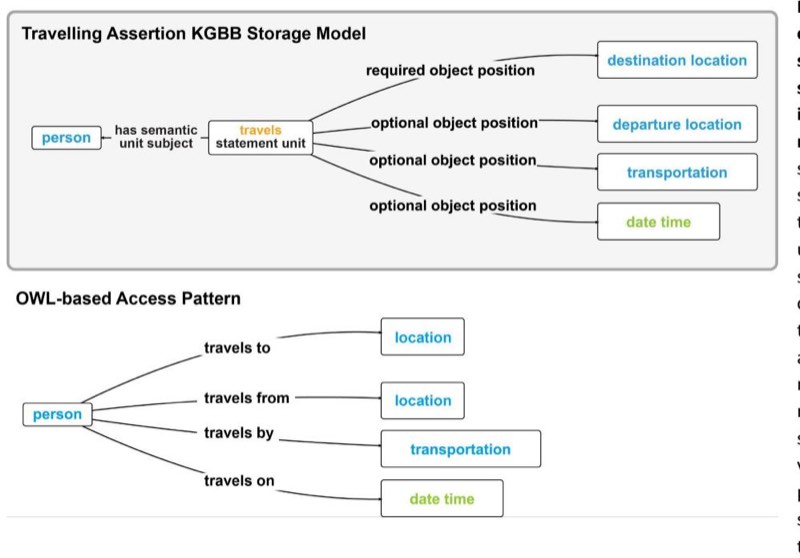 Travelling Assertion KGBB Storage Model
required object position
destination location
person
has semantic
unit subject
travels
statement unit
optional object position
departure location
optional object position
transportation
optional object position
date time
OWL-based Access Pattern
travels to
location
person
travels from
location
travels by
transportation
travels on
date time